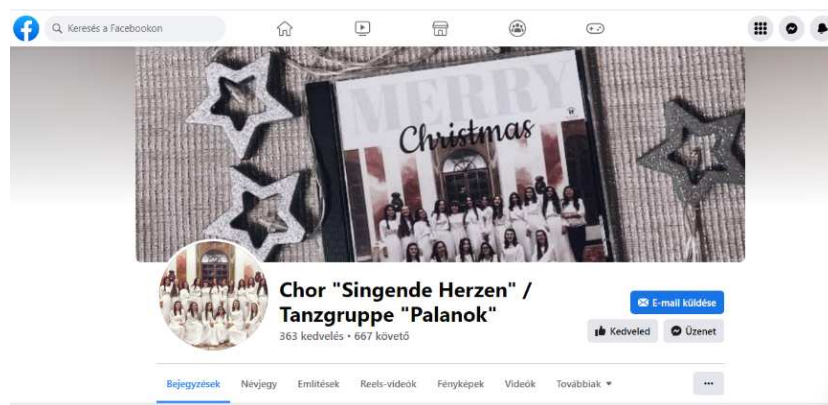 Keresés a Facebookon
MERRY
Christmas
Chor "Singende Herzen" /
Tanzgruppe "Palanok"
363 kedvelés • 667 követő
E-mail küldése
Kedveled
Üzenet
Bejegyzések Névjegy Említések Reels-videók Fényképek Videók Továbbiak